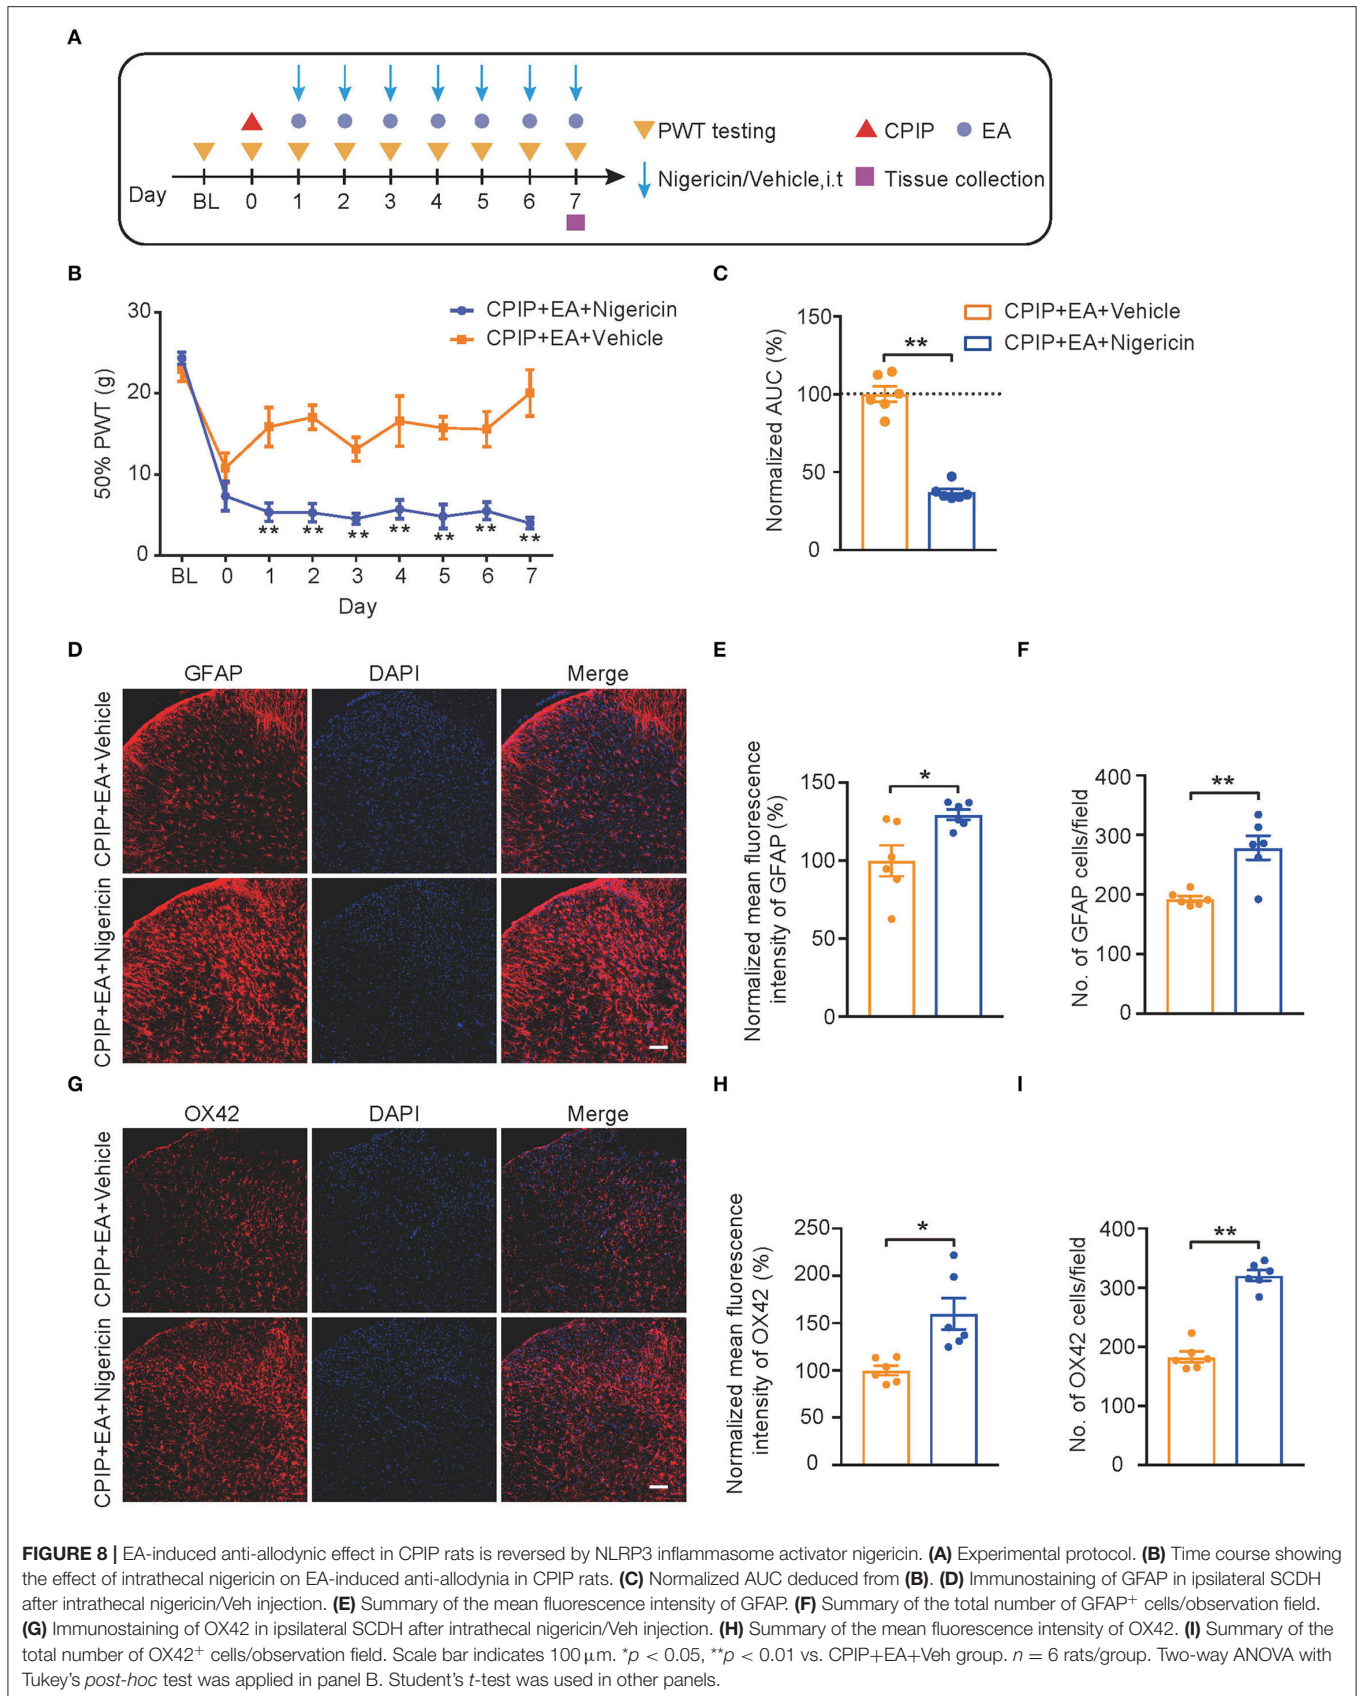 A
PWT testing
CPIP
EA
Nigericin/Vehicle,i.t
Tissue collection
Day
BL 0 1 2 3 4 5 6 7
B
50% PWT (g)
30
20
10
0
CPIP+EA+Nigericin
CPIP+EA+Vehicle
** ** ** ** ** ** **
BL 0 1 2 3 4 5 6 7
Day
C
Normalized AUC (%)
150
100
50
0
**
CPIP+EA+Vehicle
CPIP+EA+Nigericin
D
GFAP DAPI Merge
CPIP+EA+Vehicle
CPIP+EA+Nigericin
E
Normalized mean fluorescence
intensity of GFAP (%)
150
100
50
0
*
F
No. of GFAP cells/field
400
300
200
100
0
**
G
OX42 DAPI Merge
CPIP+EA+Vehicle
CPIP+EA+Nigericin
H
Normalized mean fluorescence
intensity of OX42 (%)
250
200
150
100
50
0
*
I
No. of OX42 cells/field
400
300
200
100
0
**
FIGURE 8 | EA-induced anti-allodynic effect in CPIP rats is reversed by NLRP3 inflammasome activator nigericin. (A) Experimental protocol. (B) Time course showing
the effect of intrathecal nigericin on EA-induced anti-allodynia in CPIP rats. (C) Normalized AUC deduced from (B). (D) Immunostaining of GFAP in ipsilateral SCDH
after intrathecal nigericin/Veh injection. (E) Summary of the mean fluorescence intensity of GFAP. (F) Summary of the total number of GFAP⁺ cells/observation field.
(G) Immunostaining of OX42 in ipsilateral SCDH after intrathecal nigericin/Veh injection. (H) Summary of the mean fluorescence intensity of OX42. (I) Summary of the
total number of OX42⁺ cells/observation field. Scale bar indicates 100 μm. *p < 0.05, **p < 0.01 vs. CPIP+EA+Veh group. n = 6 rats/group. Two-way ANOVA with
Tukey's post-hoc test was applied in panel B. Student's t-test was used in other panels.